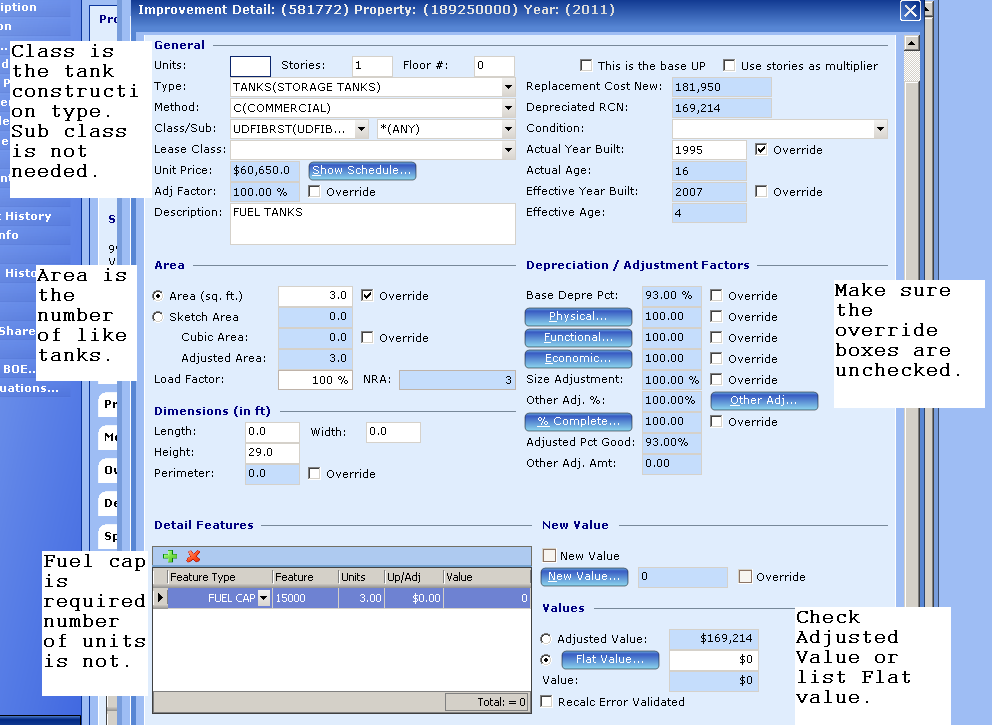 Improvement Detail: (581772) Property: (189250000) Year: (2011)
General
Units: Stories: 1 Floor #: 0
This is the base UP Use stories as multiplier
Type: TANKS(STORAGE TANKS)
Replacement Cost New: 181,950
Method: C(COMMERCIAL)
Depreciated RCN: 169,214
Class/Sub: UDFIBRST(UDFIB... *(ANY)
Condition:
Lease Class:
Actual Year Built: 1995 Override
Unit Price: $60,650.0 Show Schedule...
Actual Age: 16
Adj Factor: 100.00 % Override
Effective Year Built: 2007 Override
Description: FUEL TANKS
Effective Age: 4
Area
Area (sq. ft.) 3.0 Override
Sketch Area 0.0
Cubic Area: 0.0 Override
Adjusted Area: 3.0
Load Factor: 100 % NRA: 3
Dimensions (in ft)
Length: 0.0 Width: 0.0
Height: 29.0
Perimeter: 0.0 Override
Depreciation / Adjustment Factors
Base Depre Pct: 93.00 % Override
Physical... 100.00 Override
Functional... 100.00 Override
Economic... 100.00 Override
Size Adjustment: 100.00 % Override
Other Adj. %: 100.00% Other Adj...
% Complete... 100.00 Override
Adjusted Pct Good: 93.00%
Other Adj. Amt: 0.00
Detail Features
Feature Type Feature Units Up/Adj Value
FUEL CAP 15000 3.00 $0.00 0
Total: = 0
New Value
New Value
New Value... 0 Override
Values
Adjusted Value: $169,214
Flat Value... $0
Value: $0
Recalc Error Validated
Class is
the tank
constructi
on type.
Sub class
is not
needed.
Area is
the
number
of like
tanks.
Fuel cap
is
required
number
of units
is not.
Make sure
the
override
boxes are
unchecked.
Check
Adjusted
Value or
list Flat
value.
ription
on
History
nfo
Histo
Share
BOE...
uations...
Pro
S
99
Pr
Me
Ov
De
Sp